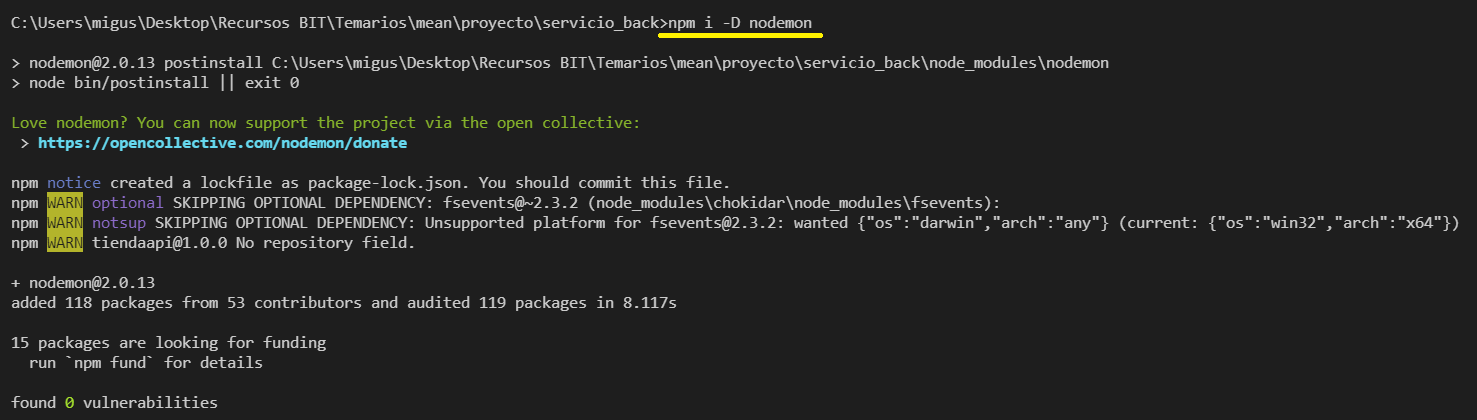 C:\Users\migus\Desktop\Recursos BIT\Temarios\mean\proyecto\servicio_back>npm i -D nodemon
> nodemon@2.0.13 postinstall C:\Users\migus\Desktop\Recursos BIT\Temarios\mean\proyecto\servicio_back\node_modules\nodemon
> node bin/postinstall || exit 0
Love nodemon? You can now support the project via the open collective:
> https://opencollective.com/nodemon/donate
npm notice created a lockfile as package-lock.json. You should commit this file.
npm WARN optional SKIPPING OPTIONAL DEPENDENCY: fsevents@~2.3.2 (node_modules\chokidar\node_modules\fsevents):
npm WARN notsup SKIPPING OPTIONAL DEPENDENCY: Unsupported platform for fsevents@2.3.2: wanted {"os":"darwin","arch":"any"} (current: {"os":"win32","arch":"x64"})
npm WARN tiendaapi@1.0.0 No repository field.
+ nodemon@2.0.13
added 118 packages from 53 contributors and audited 119 packages in 8.117s
15 packages are looking for funding
run `npm fund` for details
found 0 vulnerabilities